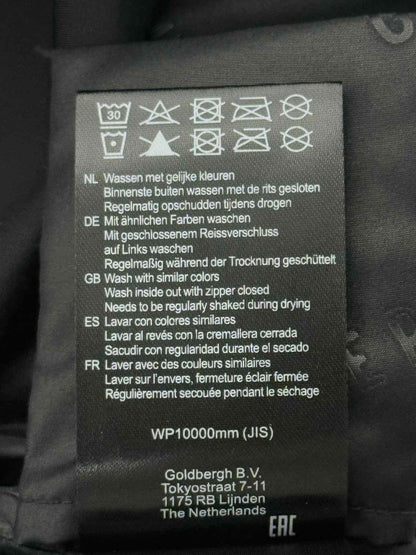 30
NL Wassen met gelijke kleuren
Binnenste buiten wassen met de rits gesloten
Regelmatig opschudden tijdens drogen
DE Mit ähnlichen Farben waschen
Mit geschlossenem Reissverschluss
auf Links waschen
Regelmaßig während der Trocknung geschüttelt
GB Wash with similar colors
Wash inside out with zipper closed
Needs to be regularly shaked during drying
ES Lavar con colores similares
Lavar al revés con la cremallera cerrada
Sacudir con regularidad durante el secado
FR Laver avec des couleurs similaires
Laver sur l'envers, fermeture éclair fermée
Régulièrement secouée pendant le séchage
WP10000mm (JIS)
Goldbergh B.V.
Tokyostraat 7-11
1175 RB Lijnden
The Netherlands
EAC